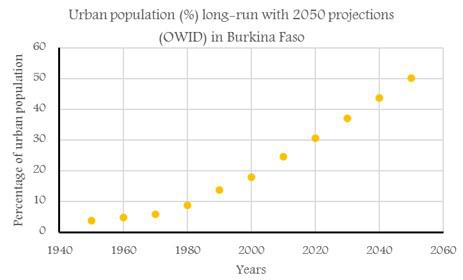 Urban population (%) long-run with 2050 projections
(OWID) in Burkina Faso
Percentage of urban population
60
50
40
30
20
10
0
1940 1960 1980 2000 2020 2040 2060
Years